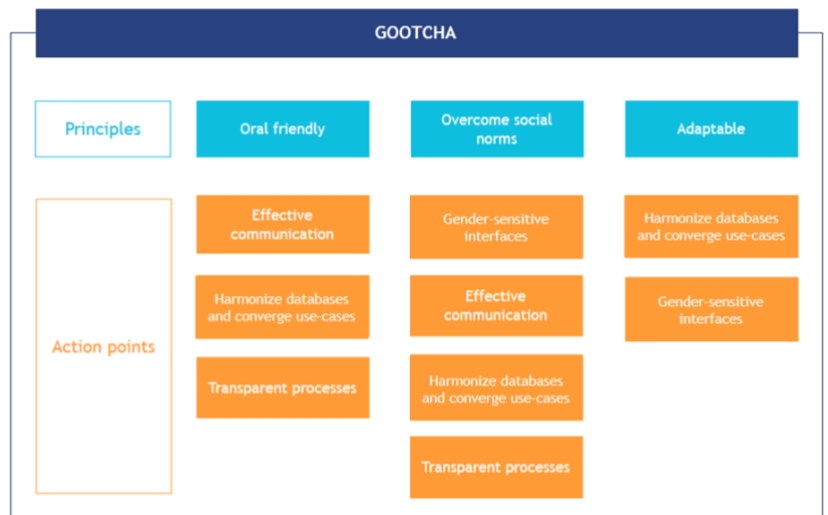 GOOTCHA
Principles
Oral friendly
Overcome social
norms
Adaptable
Action points
Effective
communication
Harmonize databases
and converge use-cases
Transparent processes
Gender-sensitive
interfaces
Effective
communication
Harmonize databases
and converge use-cases
Transparent processes
Harmonize databases
and converge use-cases
Gender-sensitive
interfaces